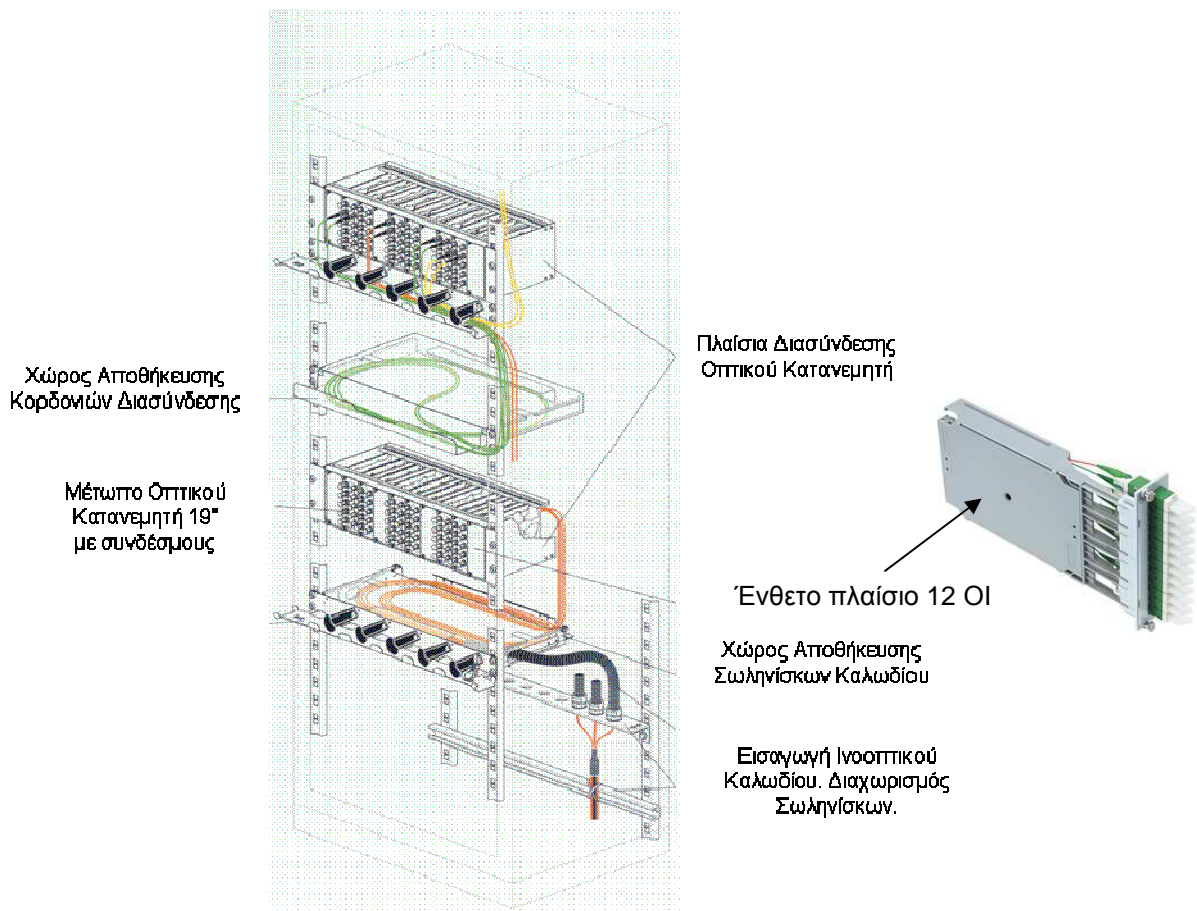 Χώρος Αποθήκευσης
Κορδονιών Διασύνδεσης
Μέτωπο Οπτικού
Κατανεμητή 19"
με συνδέσμους
Πλαίσια Διασύνδεσης
Οπτικού Κατανεμητή
Ένθετο πλαίσιο 12 ΟΙ
Χώρος Αποθήκευσης
Σωληνίσκων Καλωδίου
Εισαγωγή Ινοοπτικού
Καλωδίου. Διαχωρισμός
Σωληνίσκων.